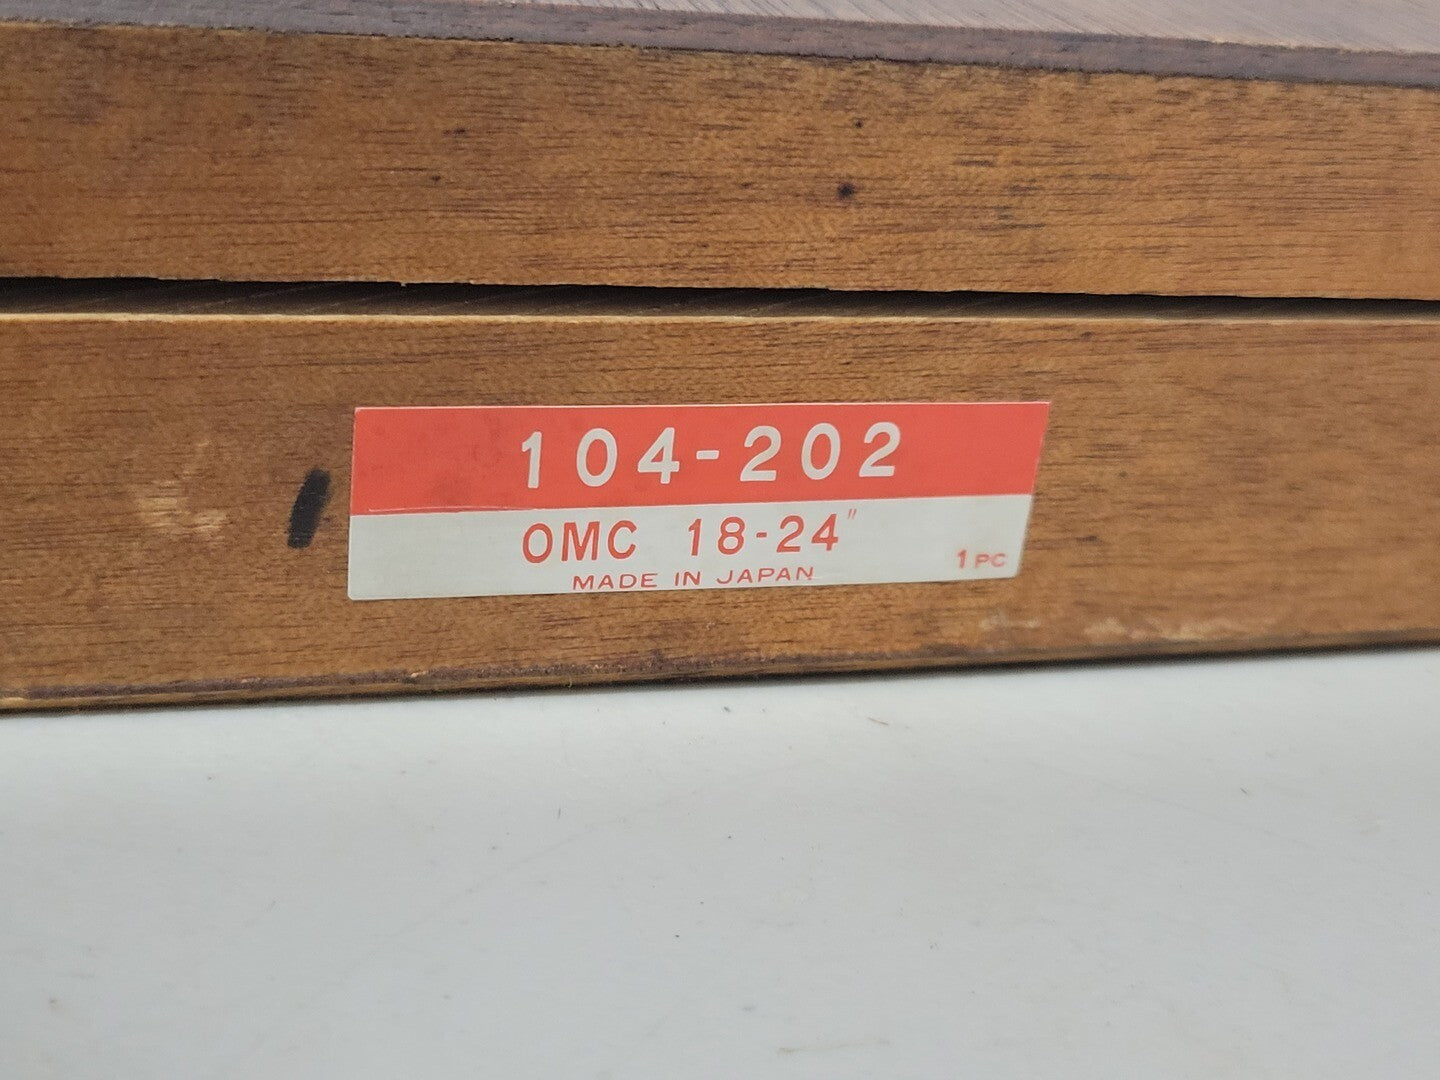 104-202
OMC 18-24"
MADE IN JAPAN
1 PC